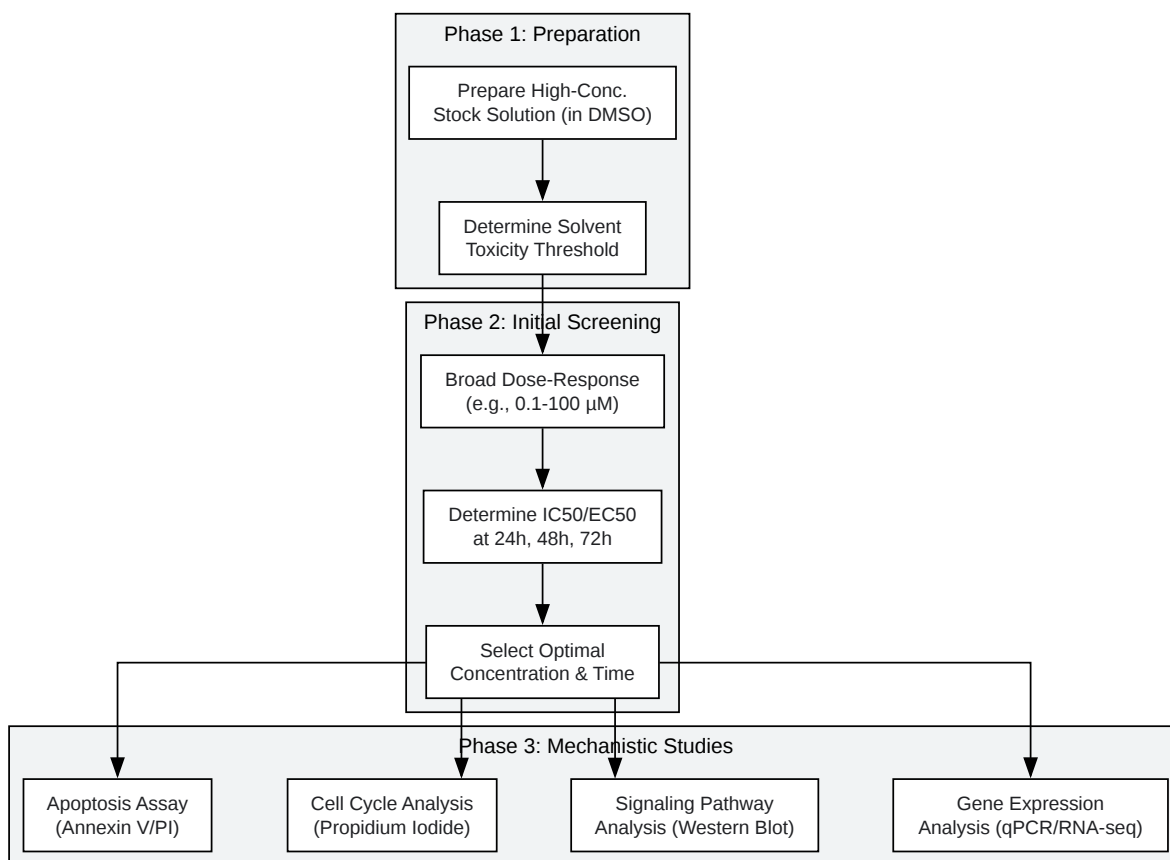 Phase 1: Preparation
Prepare High-Conc.
Stock Solution (in DMSO)
Determine Solvent
Toxicity Threshold
Phase 2: Initial Screening
Broad Dose-Response
(e.g., 0.1-100 µM)
Determine IC50/EC50
at 24h, 48h, 72h
Select Optimal
Concentration & Time
Phase 3: Mechanistic Studies
Apoptosis Assay
(Annexin V/PI)
Cell Cycle Analysis
(Propidium Iodide)
Signaling Pathway
Analysis (Western Blot)
Gene Expression
Analysis (qPCR/RNA-seq)